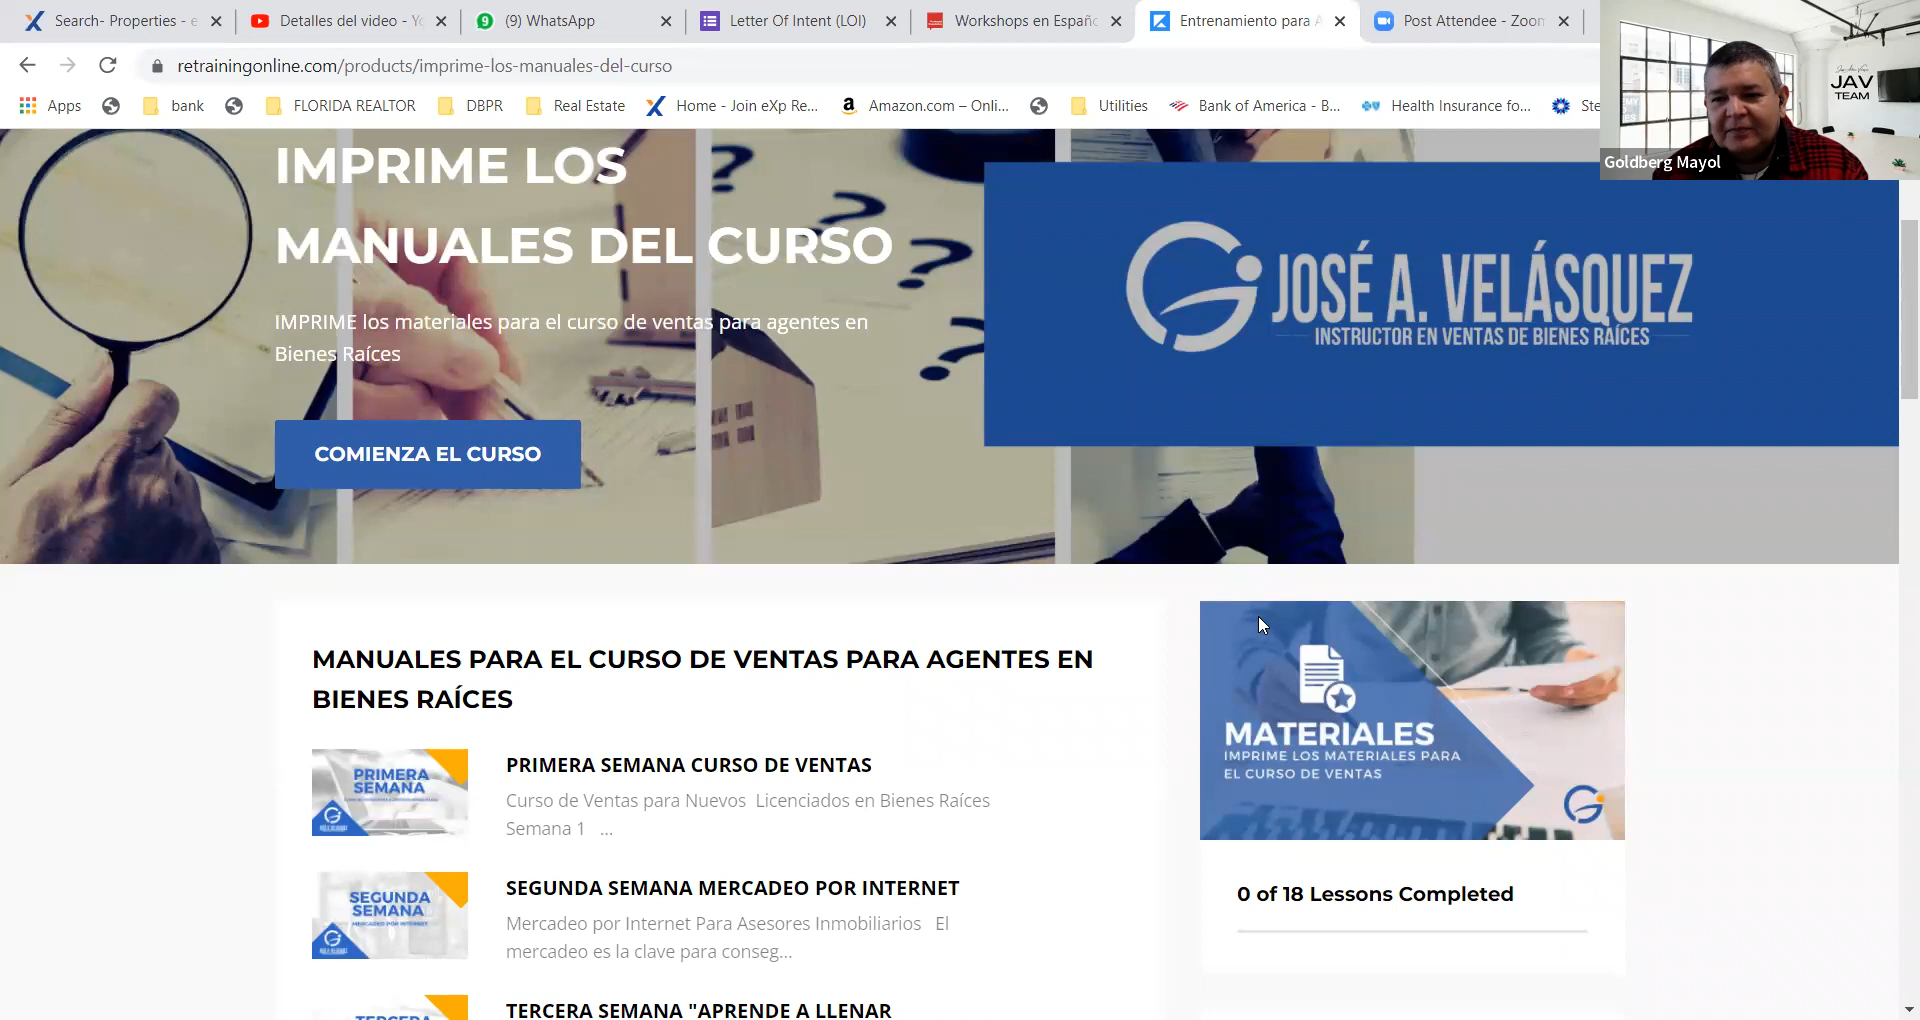 Search- Properties - e
Detalles del video - Yo
(9) WhatsApp
Letter Of Intent (LOI)
Workshops en Españo
Entrenamiento para A
Post Attendee - Zoom
retrainingonline.com/products/imprime-los-manuales-del-curso
Apps
bank
FLORIDA REALTOR
DBPR
Real Estate
Home - Join eXp Re...
Amazon.com – Onli...
Utilities
Bank of America - B...
Health Insurance fo...
Ste
JAV
TEAM
Goldberg Mayol
IMPRIME LOS
MANUALES DEL CURSO
IMPRIME los materiales para el curso de ventas para agentes en
Bienes Raíces
COMIENZA EL CURSO
JOSÉ A. VELÁSQUEZ
INSTRUCTOR EN VENTAS DE BIENES RAÍCES
MANUALES PARA EL CURSO DE VENTAS PARA AGENTES EN
BIENES RAÍCES
PRIMERA
SEMANA
PRIMERA SEMANA CURSO DE VENTAS
Curso de Ventas para Nuevos Licenciados en Bienes Raíces
Semana 1 ...
SEGUNDA
SEMANA
MERCADEO POR INTERNET
SEGUNDA SEMANA MERCADEO POR INTERNET
Mercadeo por Internet Para Asesores Inmobiliarios El
mercadeo es la clave para conseg...
TERCERA
TERCERA SEMANA "APRENDE A LLENAR
MATERIALES
IMPRIME LOS MATERIALES PARA
EL CURSO DE VENTAS
0 of 18 Lessons Completed